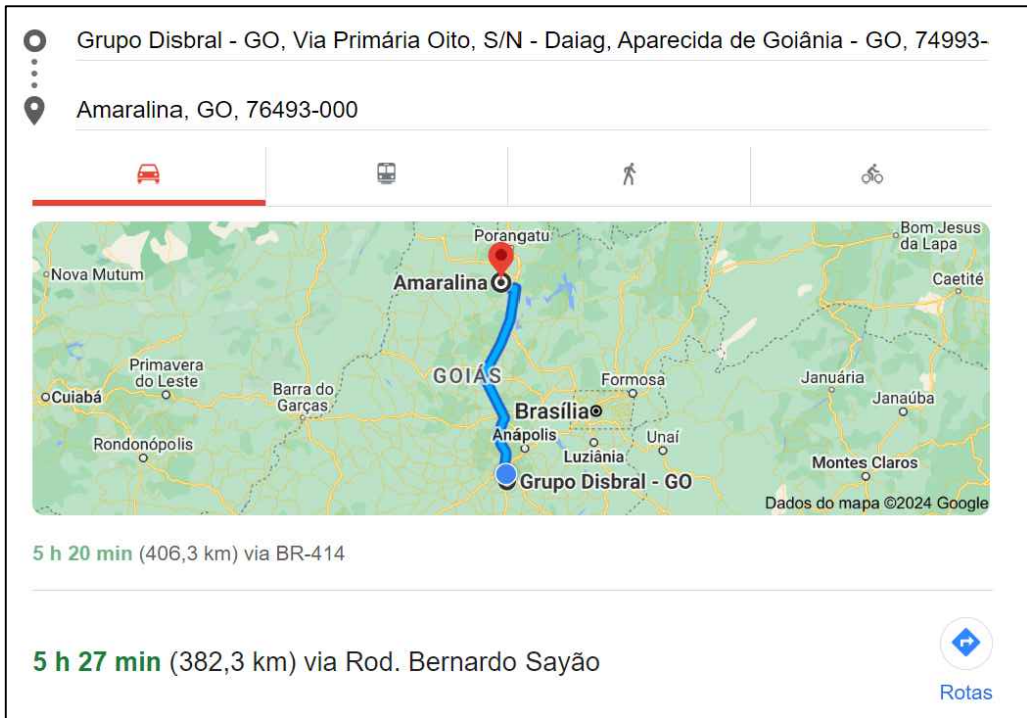 Grupo Disbral - GO, Via Primária Oito, S/N - Daiag, Aparecida de Goiânia - GO, 74993-
Amaralina, GO, 76493-000
Porangatu
Bom Jesus
da Lapa
Nova Mutum
Amaralina
Caetité
Primavera
do Leste
GOIÁS
Formosa
Januária
Cuiabá
Barra do
Garças
Janaúba
Brasília
Rondonópolis
Anápolis
Unaí
Luziânia
Montes Claros
Grupo Disbral - GO
Dados do mapa ©2024 Google
5 h 20 min (406,3 km) via BR-414
5 h 27 min (382,3 km) via Rod. Bernardo Sayão
Rotas